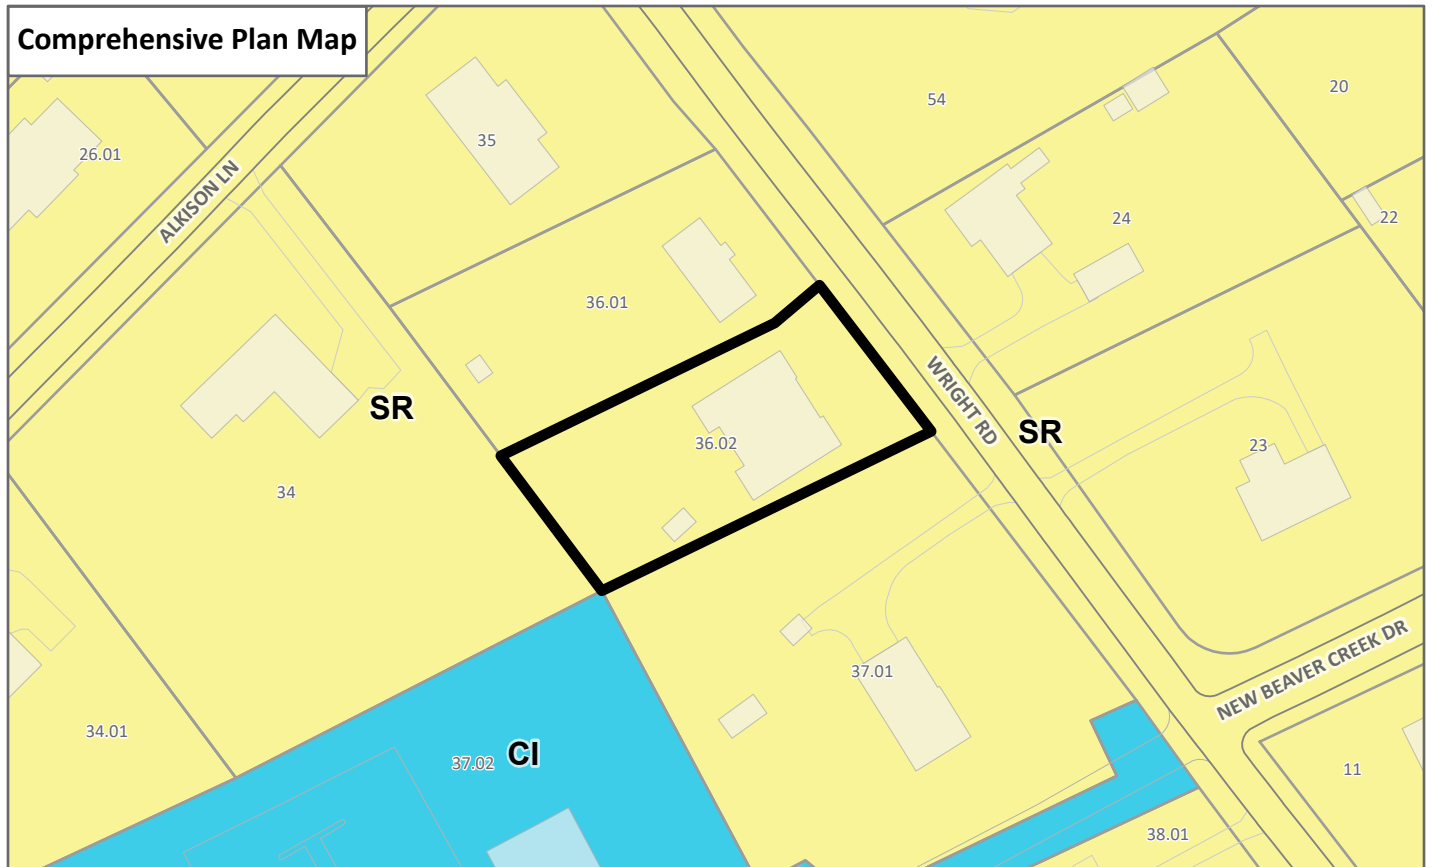 Comprehensive Plan Map
54
20
35
26.01
ALKISON LN
24
22
36.01
WRIGHT RD
SR
SR
36.02
23
34
NEW BEAVER CREEK DR
37.01
34.01
37.02
CI
11
38.01